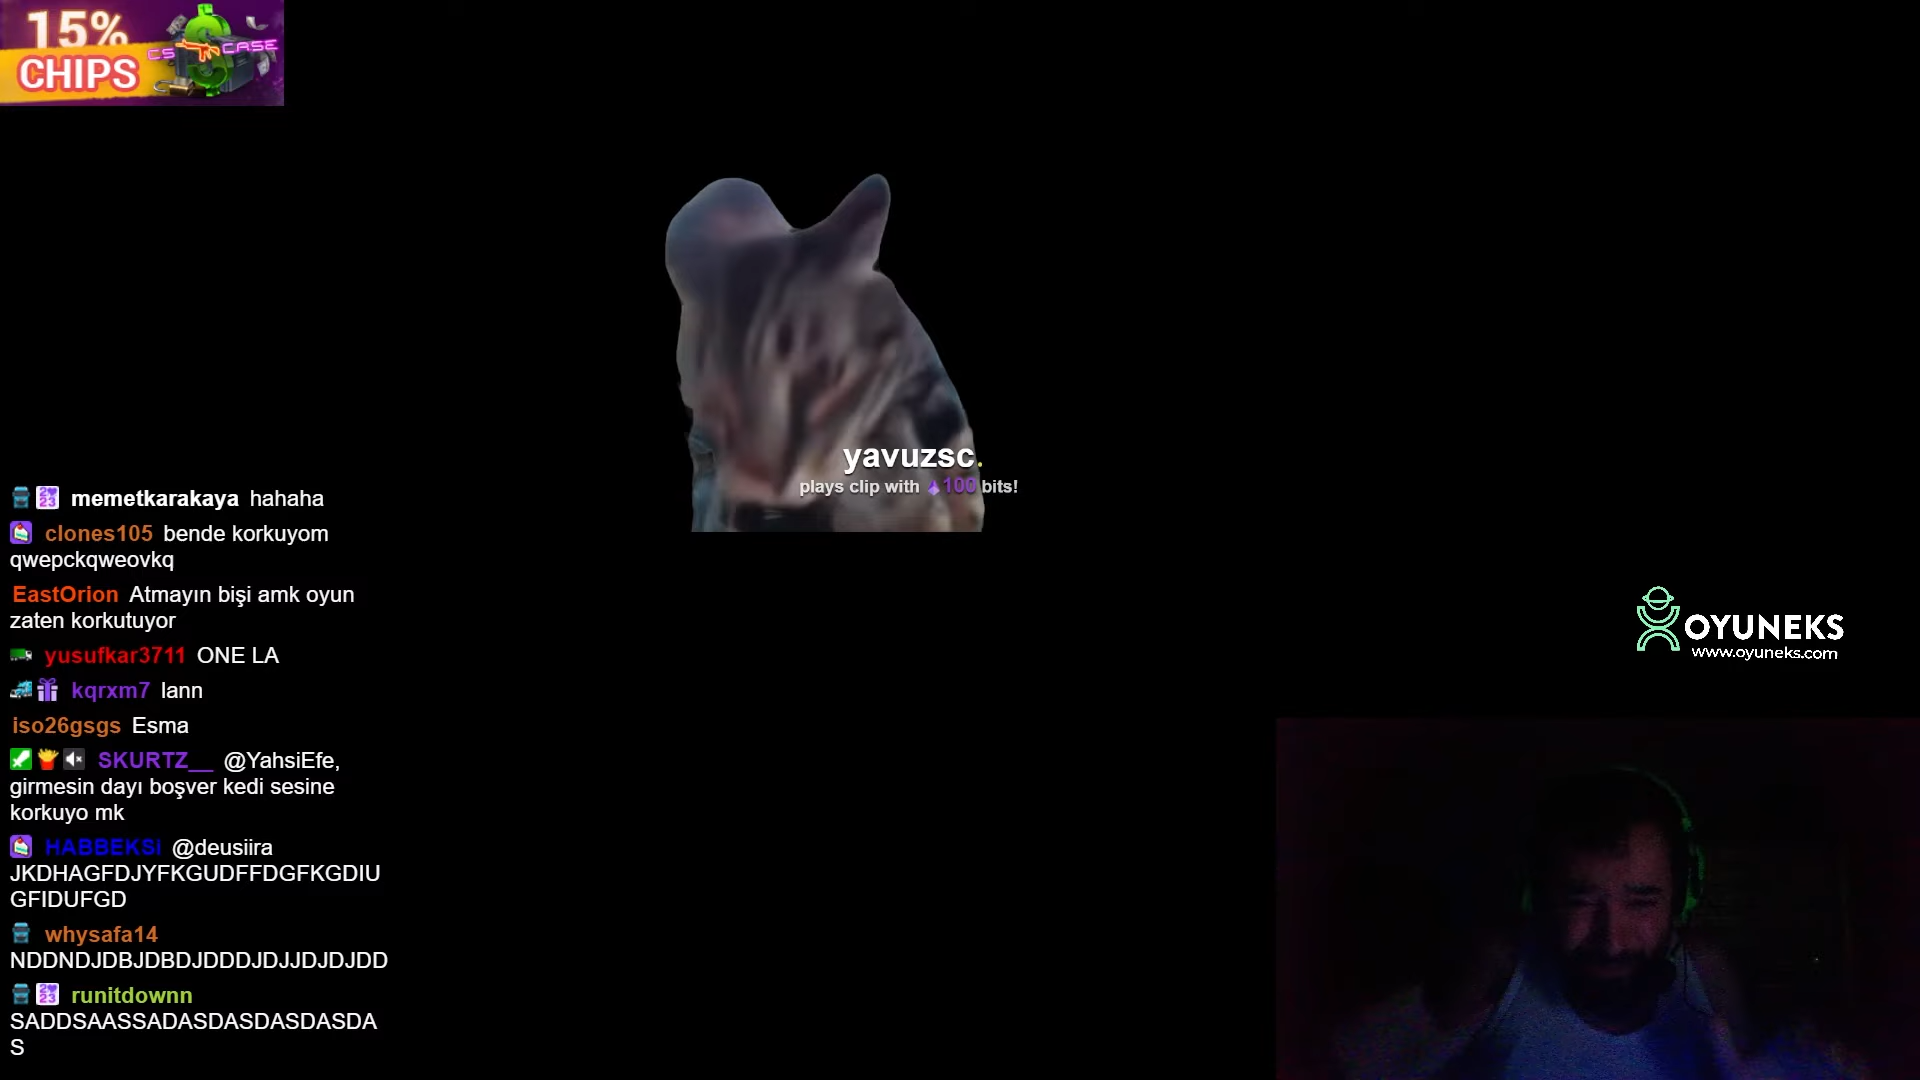 15%
CHIPS
CS CASE
yavuzsc.
plays clip with 100 bits!
memetkarakaya hahaha
clones105 bende korkuyom
qwepckqweovkq
EastOrion Atmayın bişi amk oyun
zaten korkutuyor
yusufkar3711 ONE LA
kqrxm7 lann
iso26gsgs Esma
SKURTZ__ @YahsiEfe,
girmesin dayı boşver kedi sesine
korkuyo mk
HABBEKSi @deusiira
JKDHAGFDJYFKGUDFFDGFKGDIU
GFIDUFGD
whysafa14
NDDNDJDBJDBDJDDDJDJJDJDJDD
runitdownn
SADDSAASSADASDASDASDASDA
S
OYUNEKS
www.oyuneks.com